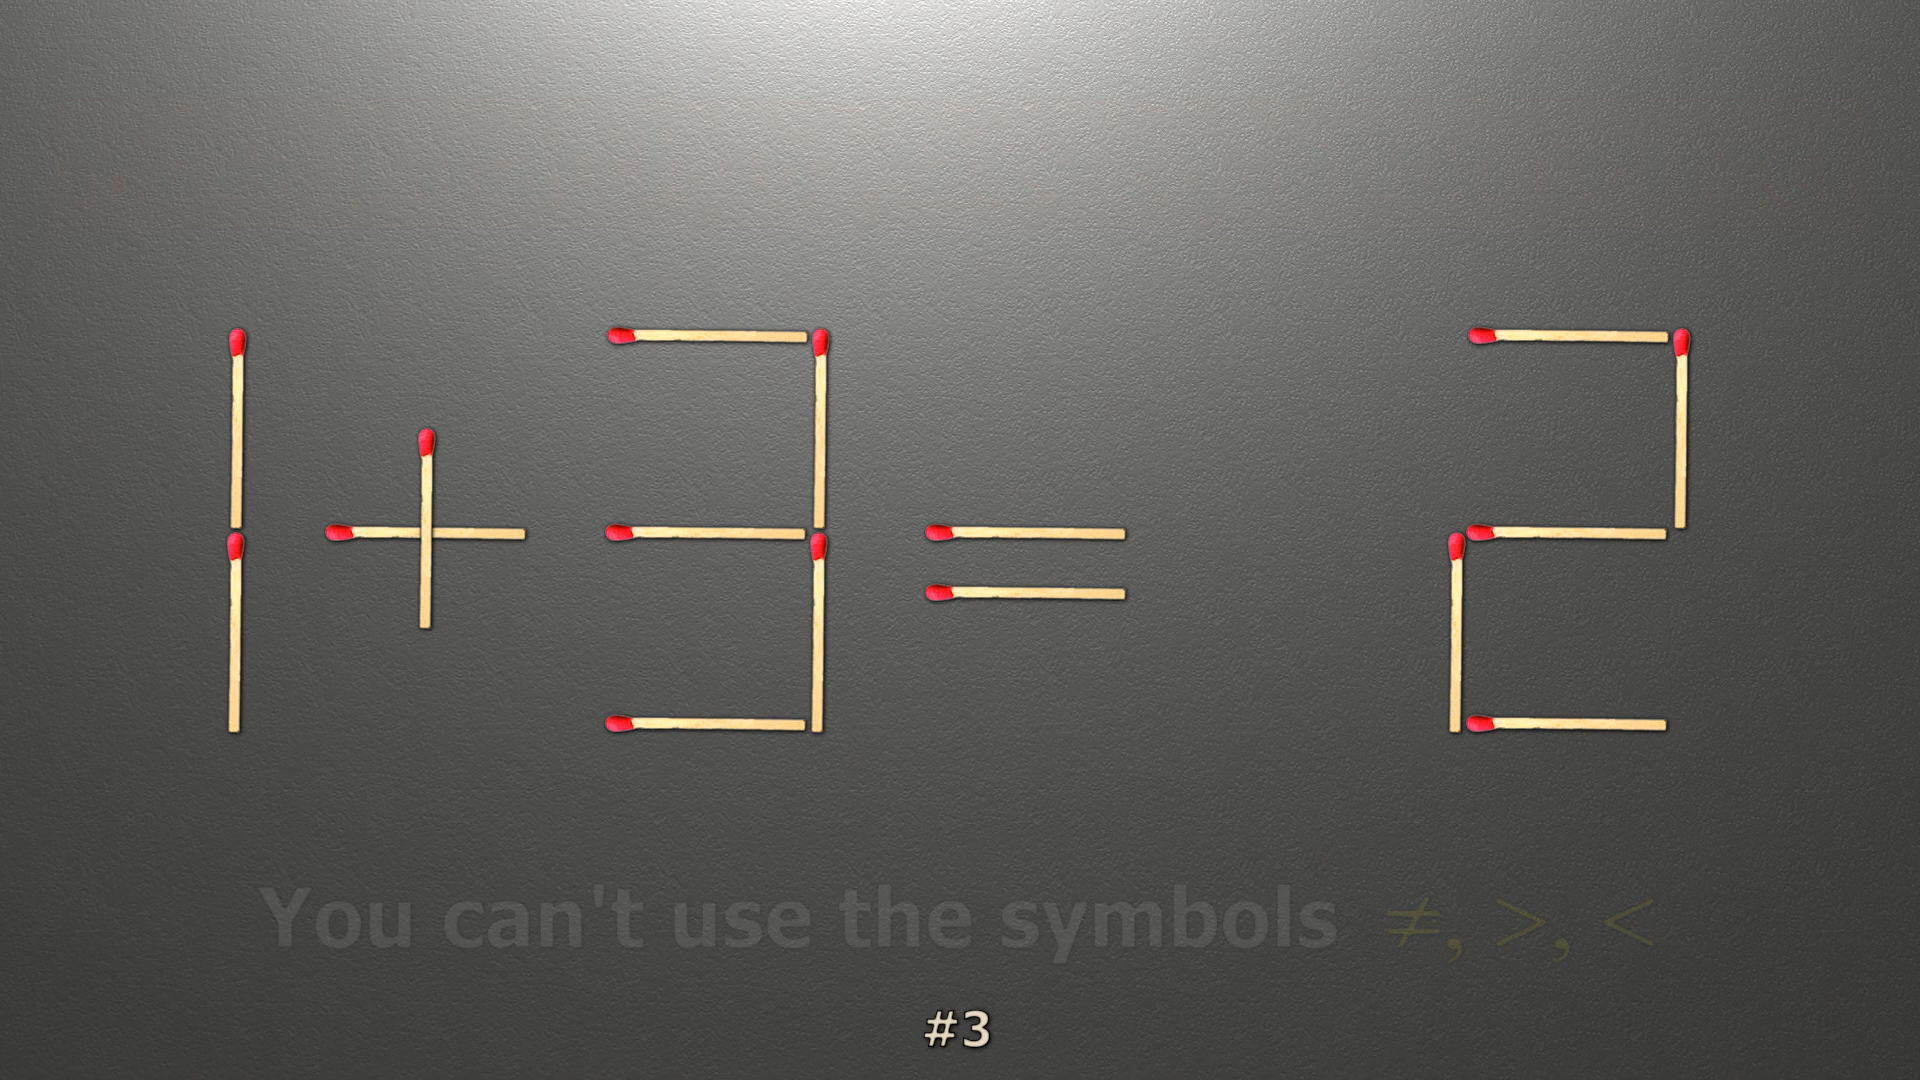 1+3=2
You can't use the symbols ≠, >, <
#3